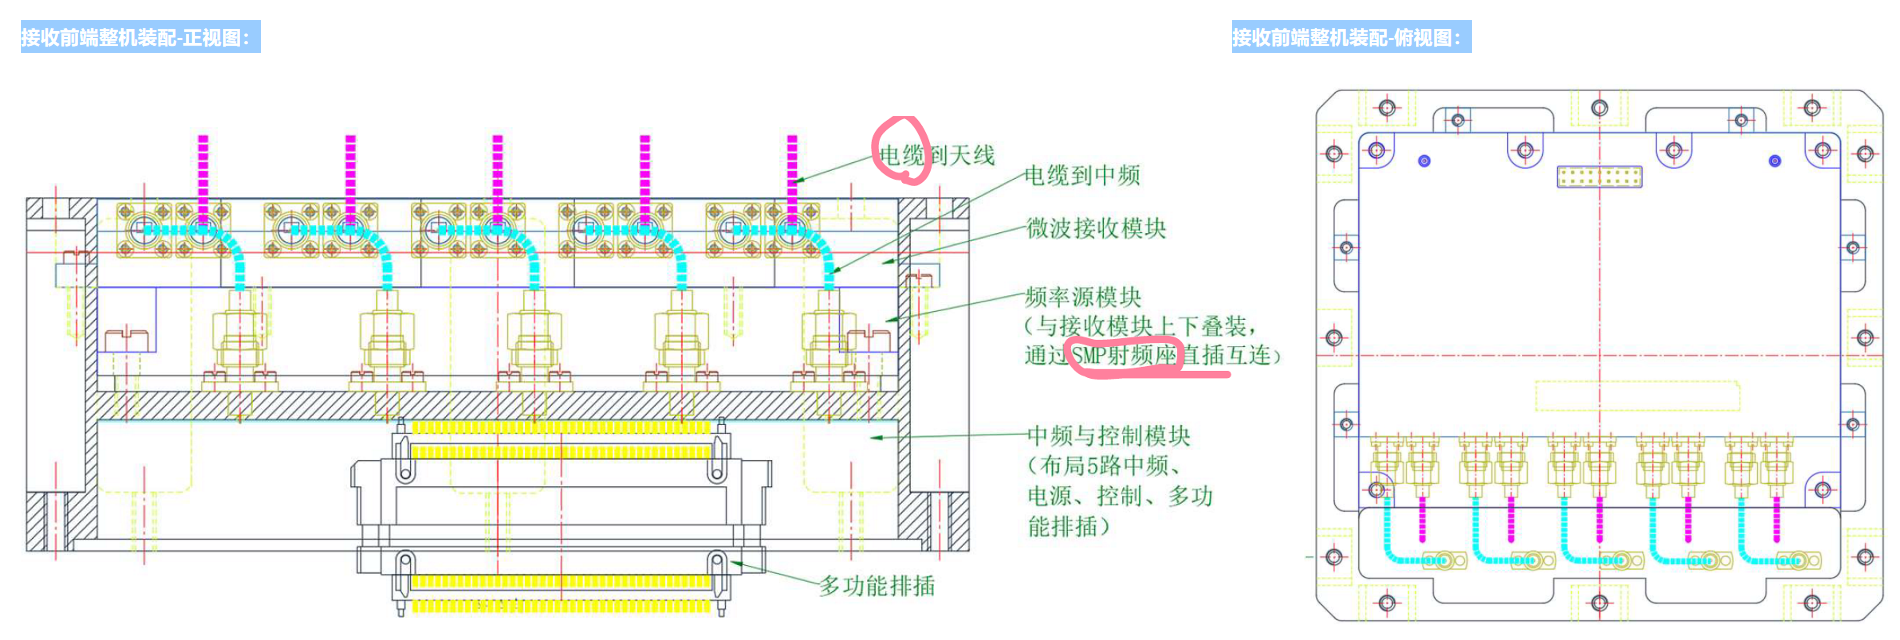 接收前端整机装配-正视图：
接收前端整机装配-俯视图：
电缆到天线
电缆到中频
微波接收模块
频率源模块
（与接收模块上下叠装，
通过SMP射频座直插互连）
中频与控制模块
（布局5路中频、
电源、控制、多功
能排插）
多功能排插